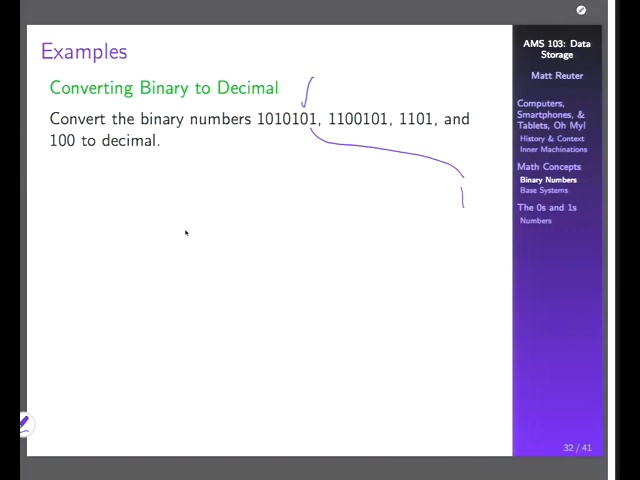 Examples
Converting Binary to Decimal
Convert the binary numbers 1010101, 1100101, 1101, and
100 to decimal.
1
AMS 103: Data
Storage
Matt Reuter
Computers,
Smartphones, &
Tablets, Oh My!
History & Context
Inner Machinations
Math Concepts
Binary Numbers
Base Systems
The 0s and 1s
Numbers
32 / 41